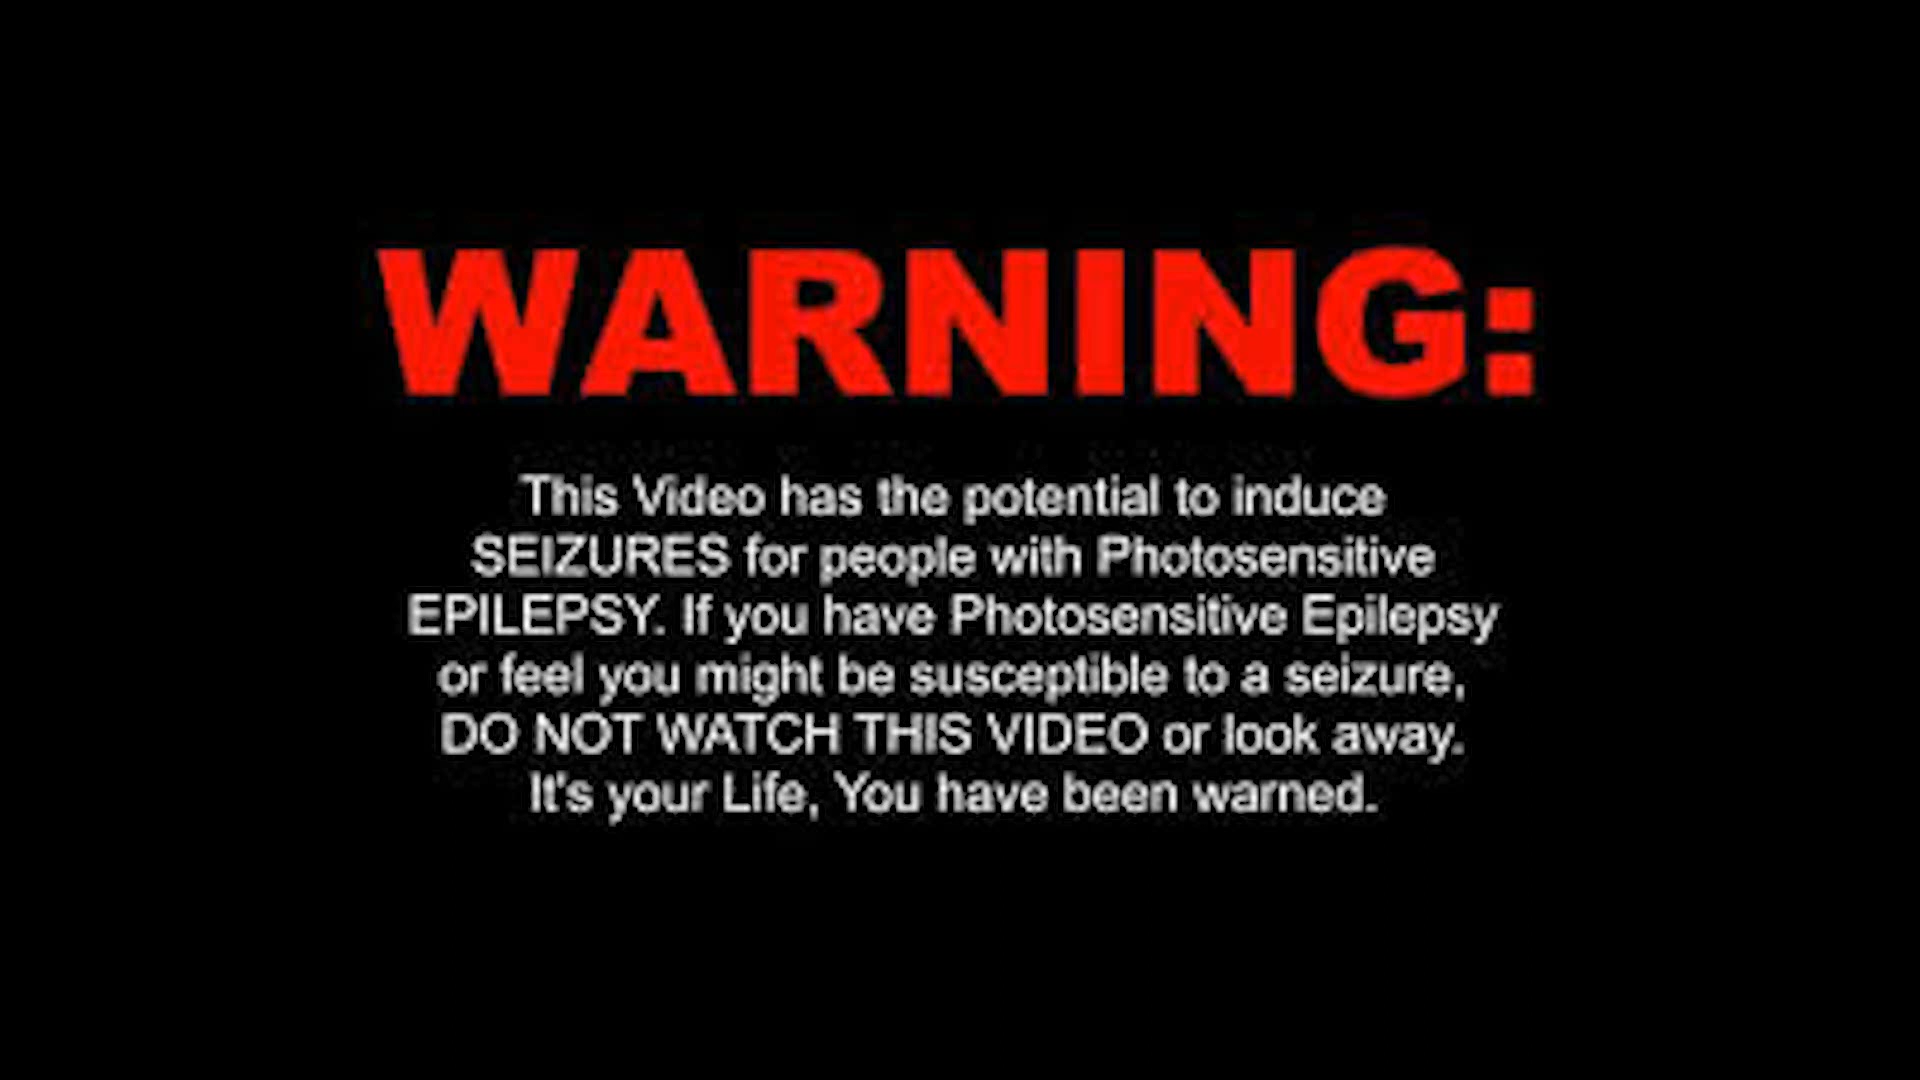 WARNING:
This Video has the potential to induce
SEIZURES for people with Photosensitive
EPILEPSY. If you have Photosensitive Epilepsy
or feel you might be susceptible to a seizure,
DO NOT WATCH THIS VIDEO or look away.
It's your Life, You have been warned.